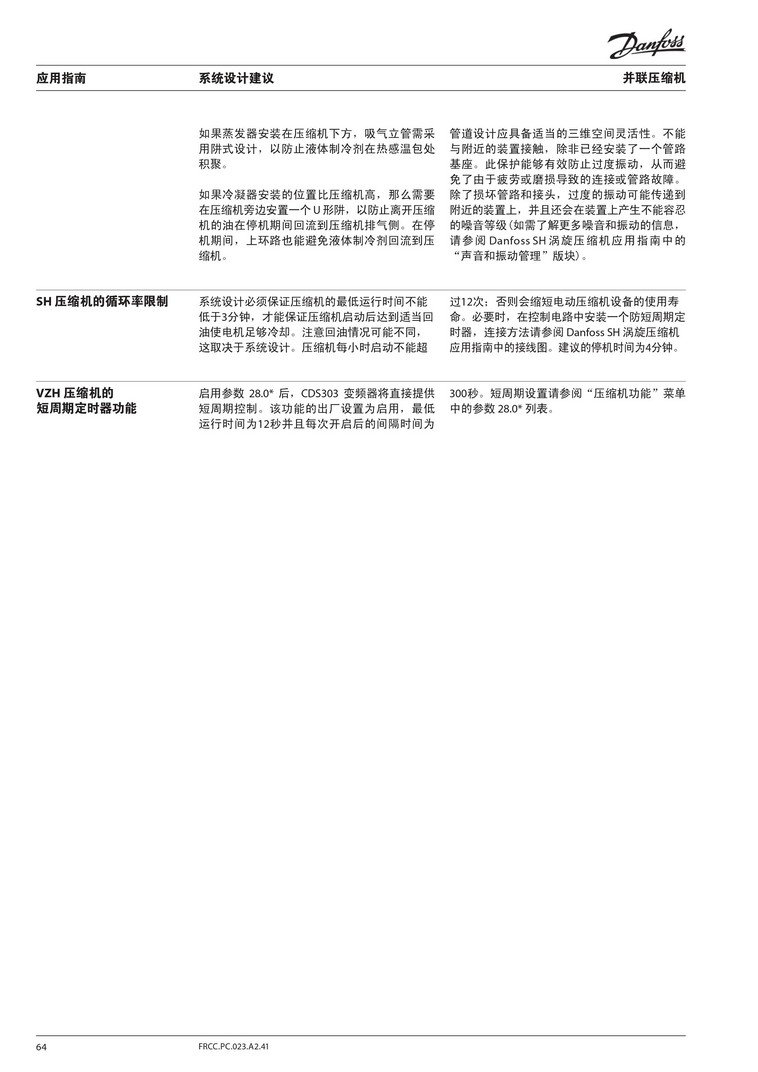 Danfoss
应用指南
系统设计建议
并联压缩机
如果蒸发器安装在压缩机下方，吸气立管需采
用阱式设计，以防止液体制冷剂在热感温包处
积聚。
如果冷凝器安装的位置比压缩机高，那么需要
在压缩机旁边安置一个 U 形阱，以防止离开压缩
机的油在停机期间回流到压缩机排气侧。在停
机期间，上环路也能避免液体制冷剂回流到压
缩机。
管道设计应具备适当的三维空间灵活性。不能
与附近的装置接触，除非已经安装了一个管路
基座。此保护能够有效防止过度振动，从而避
免了由于疲劳或磨损导致的连接或管路故障。
除了损坏管路和接头，过度的振动可能传递到
附近的装置上，并且还会在装置上产生不能容忍
的噪音等级（如需了解更多噪音和振动的信息，
请参阅 Danfoss SH 涡旋压缩机应用指南中的
“声音和振动管理”版块）。
SH 压缩机的循环率限制
系统设计必须保证压缩机的最低运行时间不能
低于3分钟，才能保证压缩机启动后达到适当回
油使电机足够冷却。注意回油情况可能不同，
这取决于系统设计。压缩机每小时启动不能超
过12次；否则会缩短电动压缩机设备的使用寿
命。必要时，在控制电路中安装一个防短周期定
时器，连接方法请参阅 Danfoss SH 涡旋压缩机
应用指南中的接线图。建议的停机时间为4分钟。
VZH 压缩机的
短周期定时器功能
启用参数 28.0* 后，CDS303 变频器将直接提供
短周期控制。该功能的出厂设置为启用，最低
运行时间为12秒并且每次开启后的间隔时间为
300秒。短周期设置请参阅“压缩机功能”菜单
中的参数 28.0* 列表。
64
FRCC.PC.023.A2.41